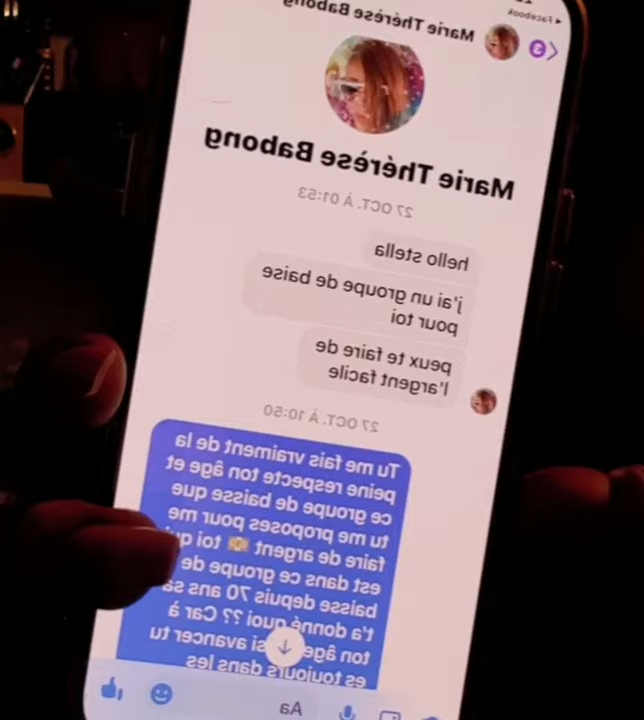 Facebook
3
Marie Thérèse Babong
Marie Thérèse Babong
27 OCT. À 01:53
hello stella
j'ai un groupe de baise
pour toi
peux te faire de
l'argent facile
27 OCT. À 10:50
Tu me fais vraiment de la
peine respecte ton âge et
ce groupe de baisse que
tu me proposes pour me
faire de argent toi qui
est dans ce groupe de
baisse depuis 70 ans sa
t'a donné quoi ?? Car à
ton âge si avancer tu
es toujours dans les
Aa